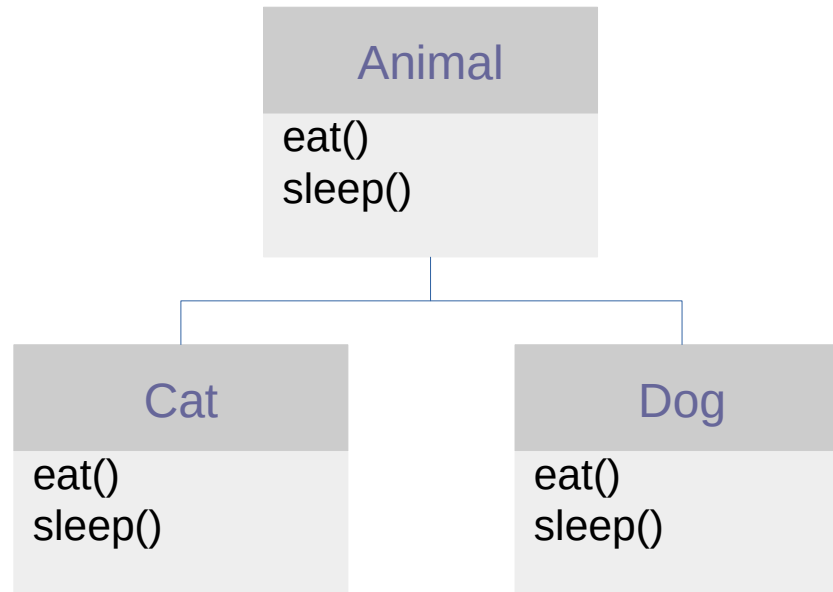 Animal
eat()
sleep()
Cat
eat()
sleep()
Dog
eat()
sleep()